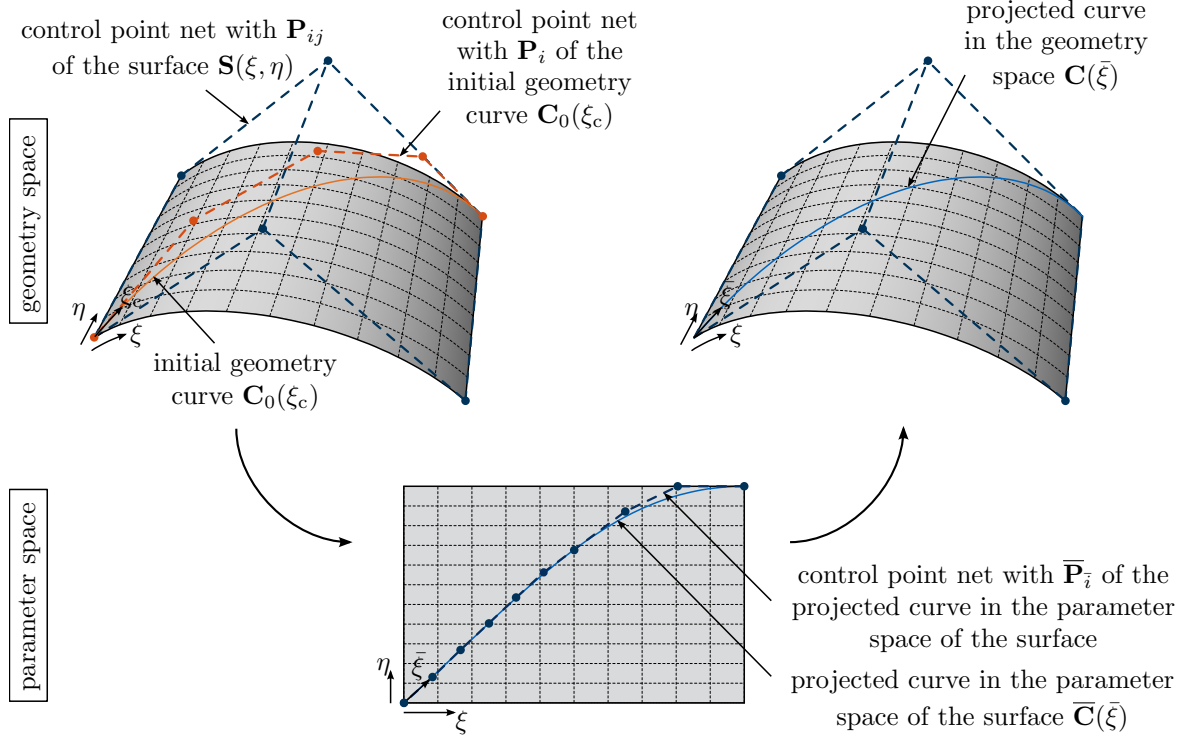 control point net with P_{ij}
of the surface S(ξ, η)
control point net
with P_i of the
initial geometry
curve C_0(ξ_c)
projected curve
in the geometry
space C(ξ̄)
geometry space
η
ξ_c
ξ
initial geometry
curve C_0(ξ_c)
η
ξ̄
ξ
parameter space
η
ξ̄
ξ
control point net with P̅_{ī} of the
projected curve in the parameter
space of the surface
projected curve in the parameter
space of the surface C̅(ξ̄)